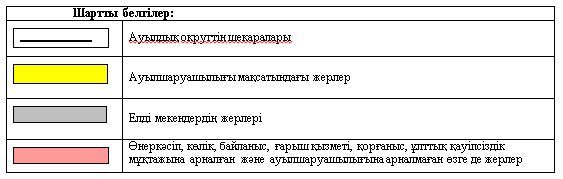 Шартты белгілер:
Ауылдық округтің шекаралары
Ауылшаруашылығы мақсатындағы жерлер
Елді мекендердің жерлері
Өнеркәсіп, көлік, байланыс, ғарыш қызметі, қорғаныс, ұлттық қауіпсіздік
мұқтажына арналған және ауылшаруашылығына арналмаған өзге де жерлер